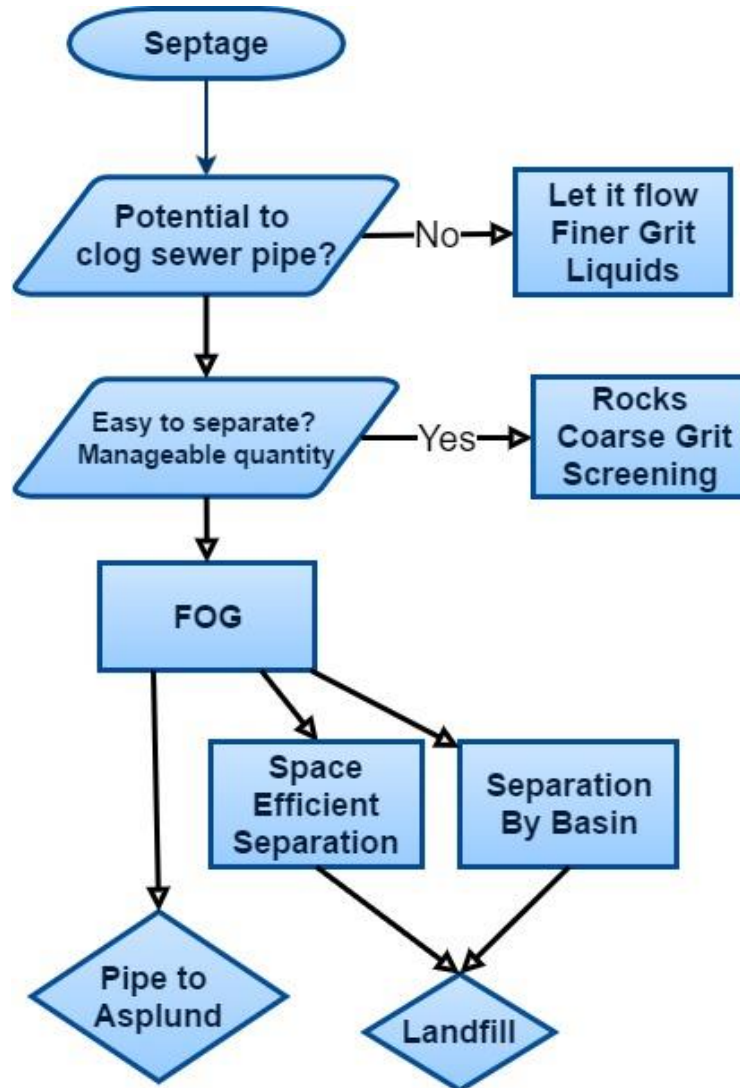 Septage
Potential to
clog sewer pipe?
No
Let it flow
Finer Grit
Liquids
Easy to separate?
Manageable quantity
Yes
Rocks
Coarse Grit
Screening
FOG
Space
Efficient
Separation
Separation
By Basin
Pipe to
Asplund
Landfill